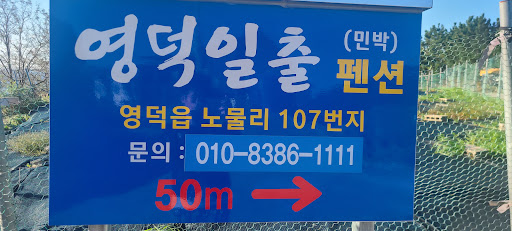 영덕일출 (민박) 펜션
영덕읍 노물리 107번지
문의 : 010-8386-1111
50m →